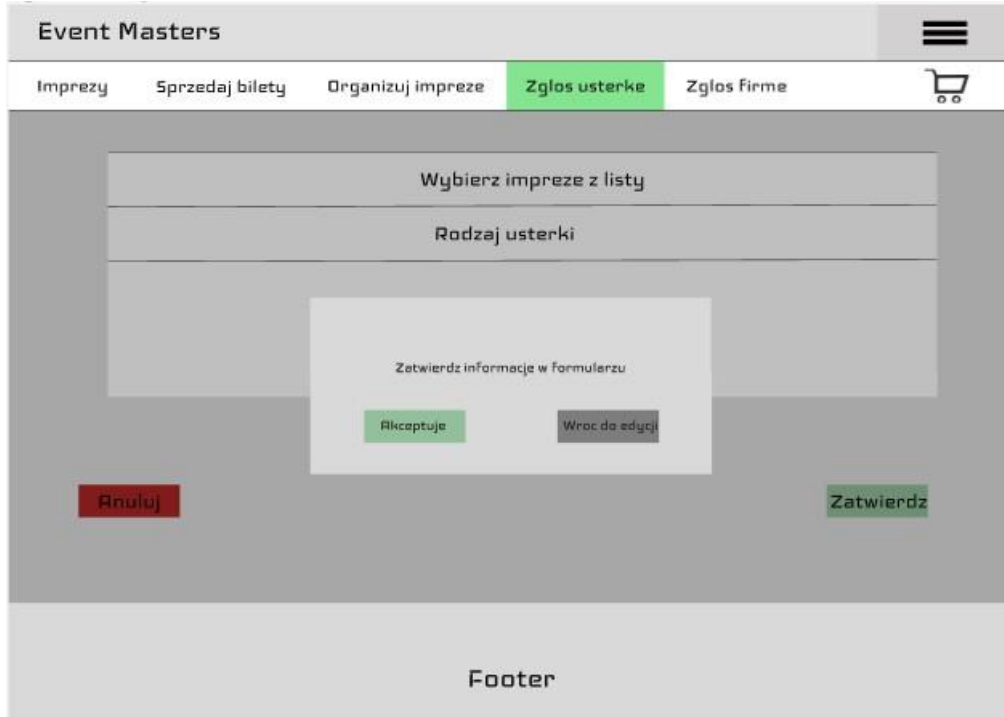 Event Masters
Imprezy Sprzedaj bilety Organizuj impreze Zglos usterke Zglos firme
Wybierz impreze z listy
Rodzaj usterki
Zatwierdz informacje w formularzu
Akceptuje Wroc do edycji
Anuluj Zatwierdz
Footer